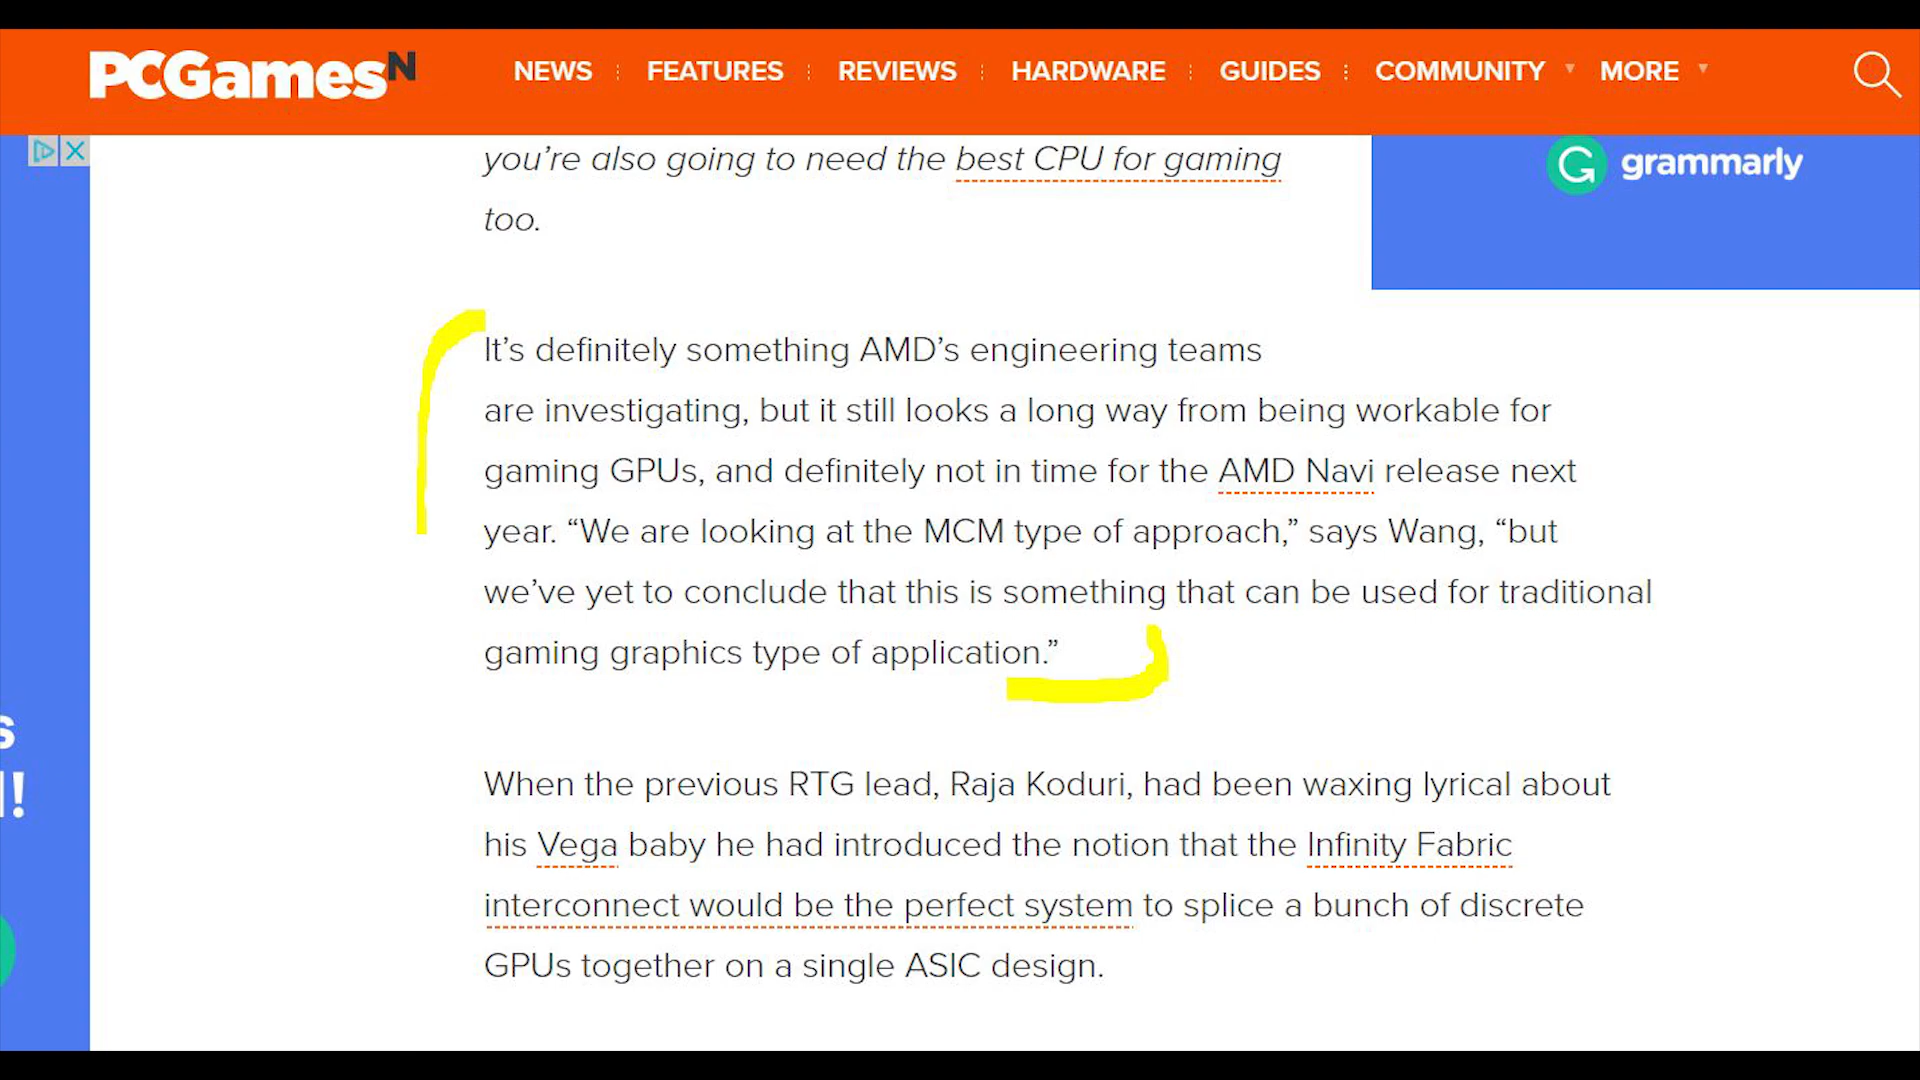 PCGamesN
NEWS FEATURES REVIEWS HARDWARE GUIDES COMMUNITY MORE
grammarly
you’re also going to need the best CPU for gaming
too.
It’s definitely something AMD’s engineering teams
are investigating, but it still looks a long way from being workable for
gaming GPUs, and definitely not in time for the AMD Navi release next
year. “We are looking at the MCM type of approach,” says Wang, “but
we’ve yet to conclude that this is something that can be used for traditional
gaming graphics type of application.”
When the previous RTG lead, Raja Koduri, had been waxing lyrical about
his Vega baby he had introduced the notion that the Infinity Fabric
interconnect would be the perfect system to splice a bunch of discrete
GPUs together on a single ASIC design.